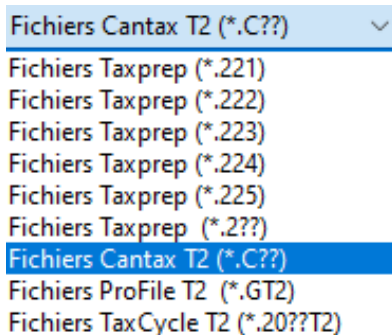 Fichiers Cantax T2 (*.C??)
Fichiers Taxprep (*.221)
Fichiers Taxprep (*.222)
Fichiers Taxprep (*.223)
Fichiers Taxprep (*.224)
Fichiers Taxprep (*.225)
Fichiers Taxprep  (*.2??)
Fichiers Cantax T2 (*.C??)
Fichiers ProFile T2  (*.GT2)
Fichiers TaxCycle T2 (*.20??T2)